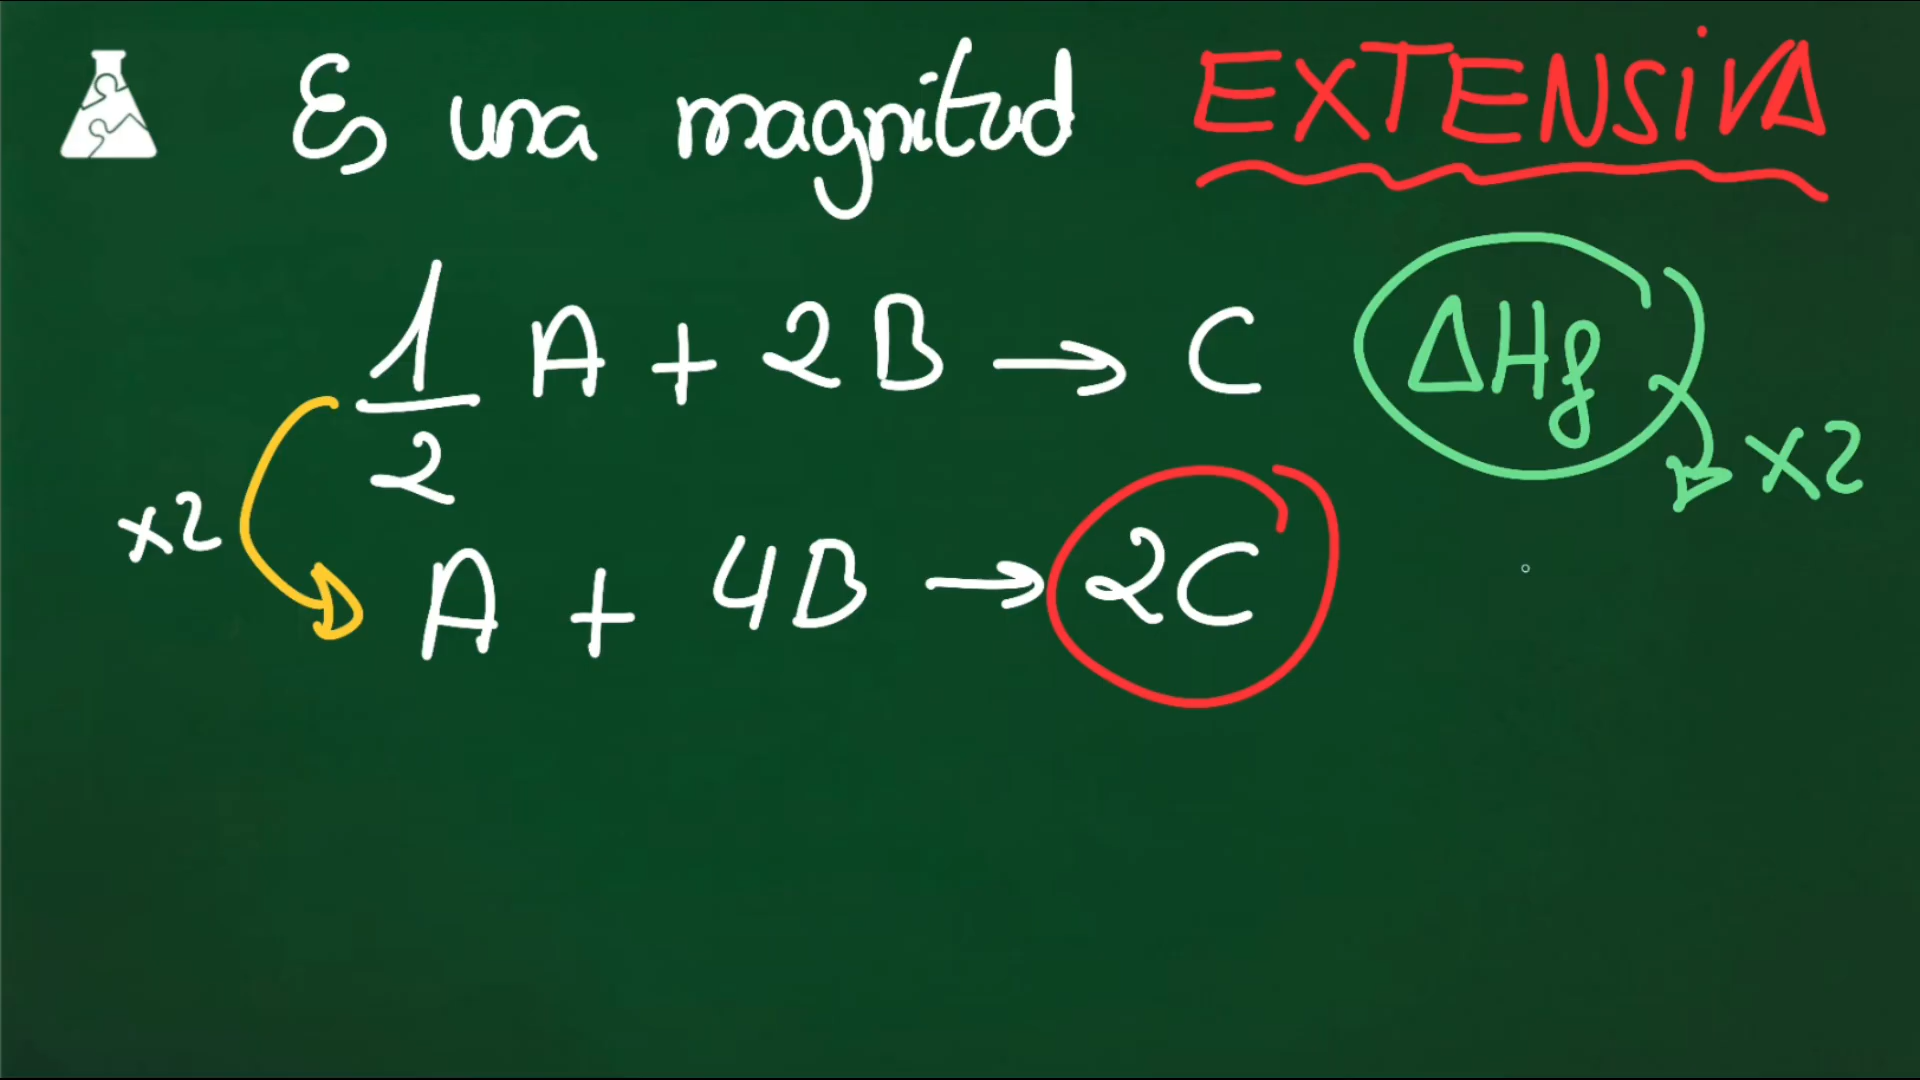 Es una magnitud EXTENSIVA
1/2 A + 2B → C ΔHf x2
x2 A + 4B → 2C